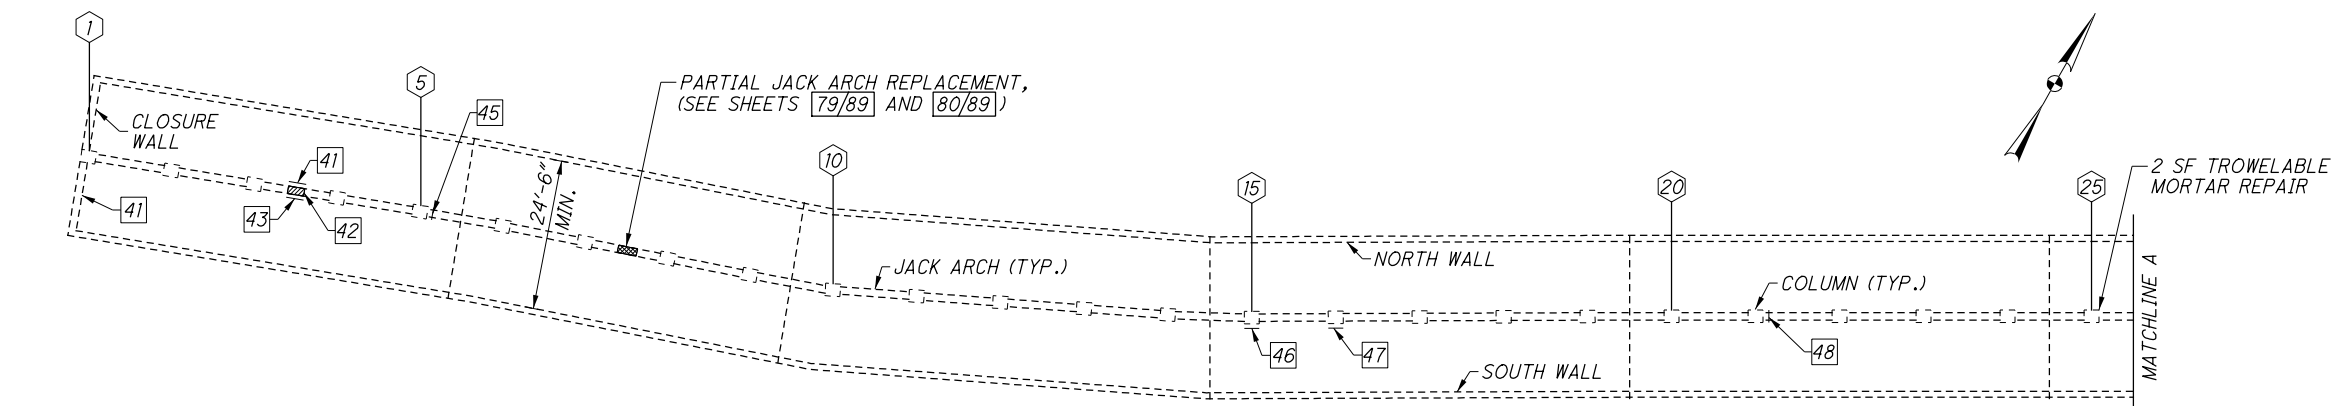 1
5
45
PARTIAL JACK ARCH REPLACEMENT,
(SEE SHEETS 79/89 AND 80/89)
CLOSURE
WALL
41
41
43
42
24'-6"
MIN.
10
JACK ARCH (TYP.)
15
NORTH WALL
46
47
SOUTH WALL
20
COLUMN (TYP.)
48
25
2 SF TROWELABLE
MORTAR REPAIR
MATCHLINE A